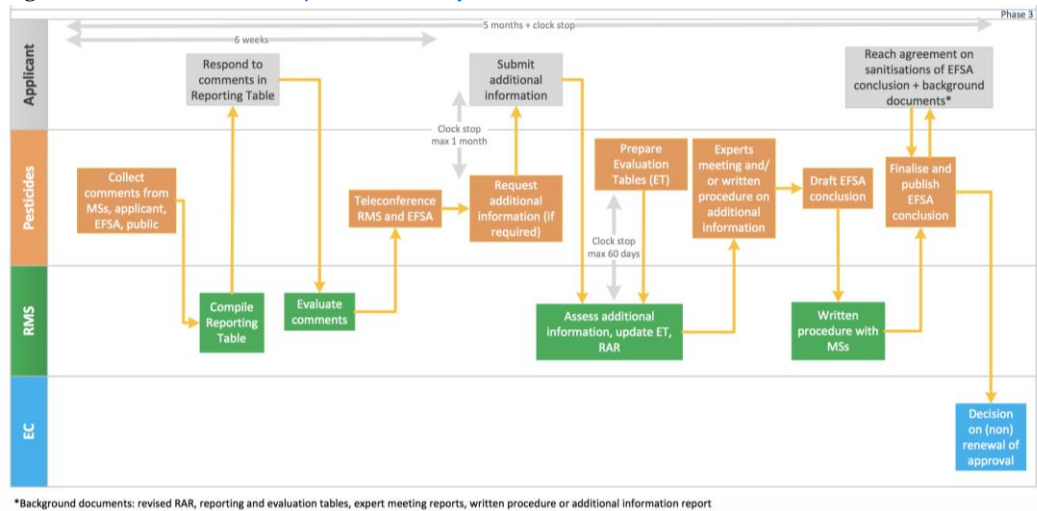 Phase 3
5 months + clock stop
6 weeks
Applicant
Respond to
comments in
Reporting Table
Submit
additional
information
Reach agreement on
sanitisations of EFSA
conclusion + background
documents*
Clock stop
max 1 month
Pesticides
Collect
comments from
MSs, applicant,
EFSA, public
Teleconference
RMS and EFSA
Request
additional
information (if
required)
Prepare
Evaluation
Tables (ET)
Experts
meeting and/
or written
procedure on
additional
information
Draft EFSA
conclusion
Finalise and
publish
EFSA
conclusion
Clock stop
max 60 days
RMS
Compile
Reporting
Table
Evaluate
comments
Assess additional
information, update ET,
RAR
Written
procedure with
MSs
EC
Decision
on (non)
renewal of
approval
*Background documents: revised RAR, reporting and evaluation tables, expert meeting reports, written procedure or additional information report